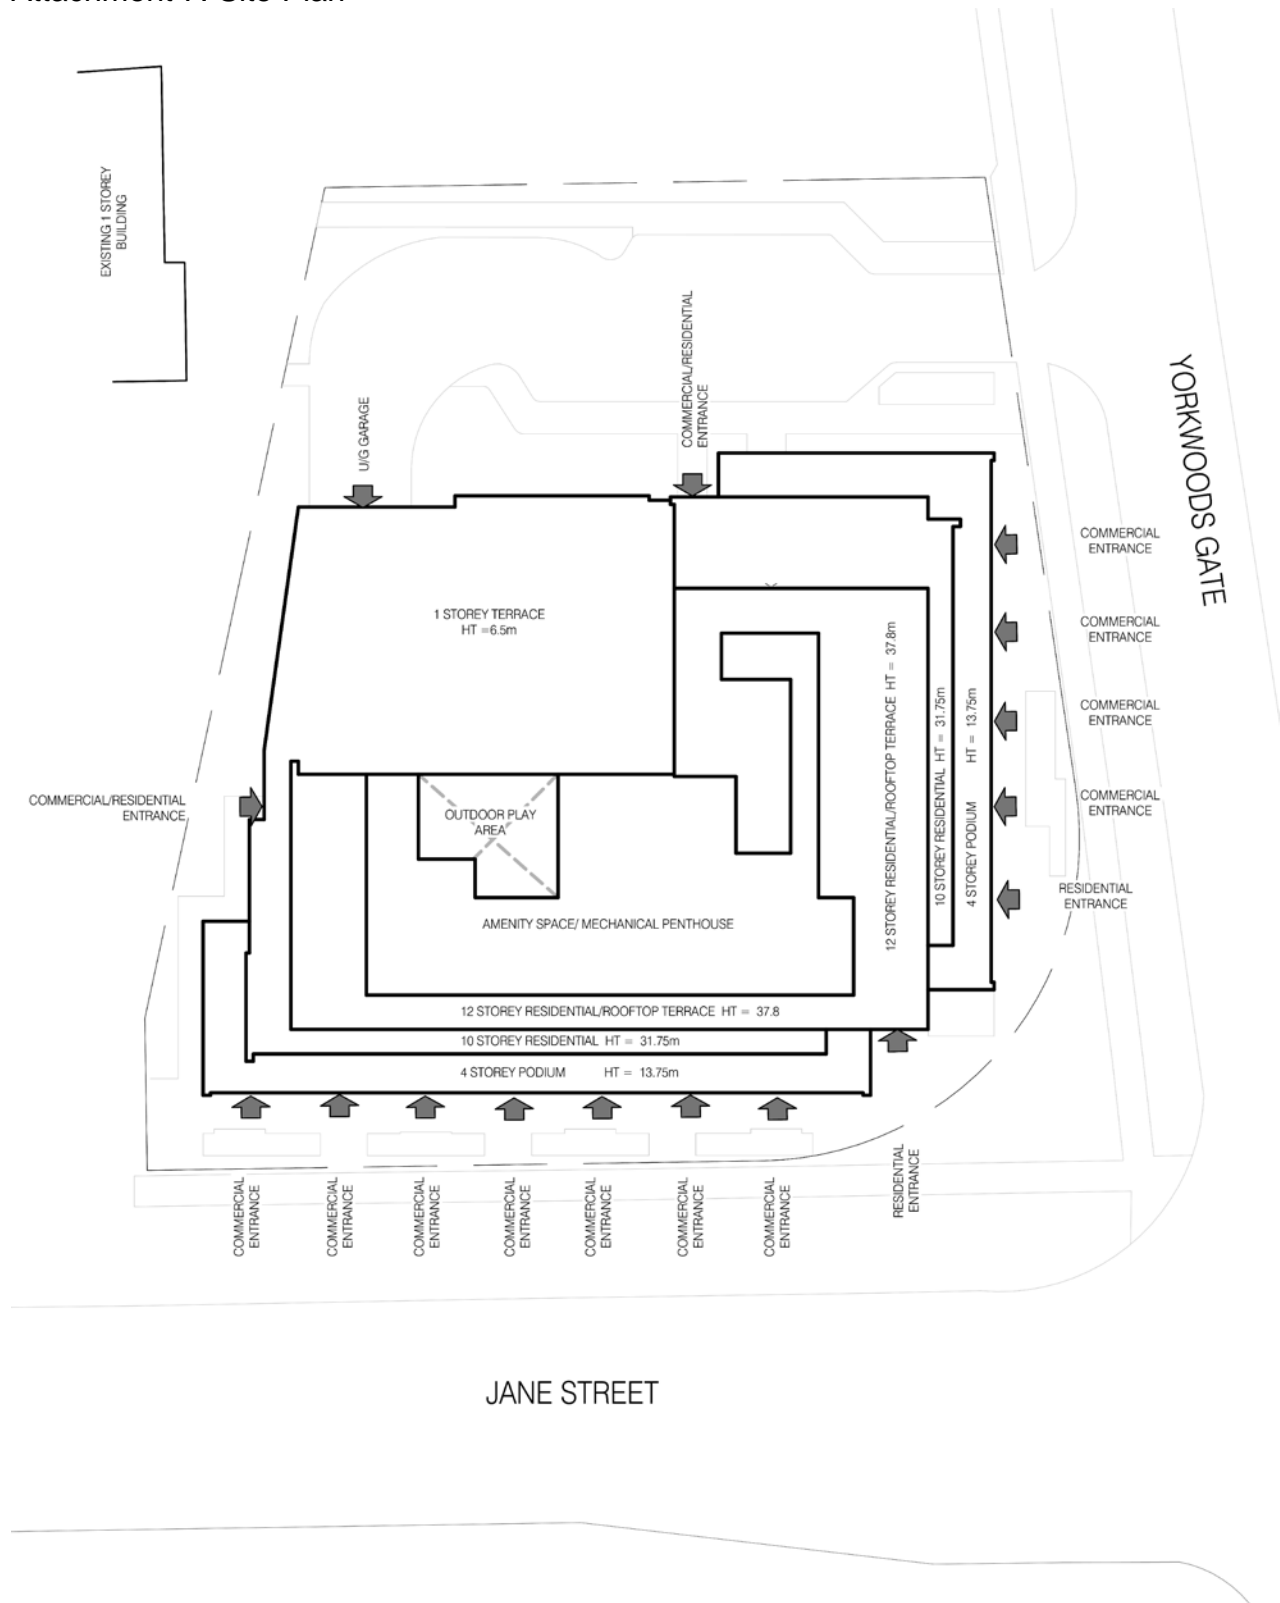 EXISTING 1 STOREY
BUILDING
COMMERCIAL/RESIDENTIAL
ENTRANCE
U/G GARAGE
YORKWOODS GATE
COMMERCIAL
ENTRANCE
1 STOREY TERRACE
HT =6.5m
COMMERCIAL
ENTRANCE
12 STOREY RESIDENTIAL/ROOFTOP TERRACE HT = 37.8m
10 STOREY RESIDENTIAL HT = 31.75m
4 STOREY PODIUM HT = 13.75m
COMMERCIAL
ENTRANCE
COMMERCIAL/RESIDENTIAL
ENTRANCE
OUTDOOR PLAY
AREA
COMMERCIAL
ENTRANCE
RESIDENTIAL
ENTRANCE
AMENITY SPACE/ MECHANICAL PENTHOUSE
12 STOREY RESIDENTIAL/ROOFTOP TERRACE HT = 37.8
10 STOREY RESIDENTIAL HT = 31.75m
4 STOREY PODIUM HT = 13.75m
COMMERCIAL
ENTRANCE
COMMERCIAL
ENTRANCE
COMMERCIAL
ENTRANCE
COMMERCIAL
ENTRANCE
COMMERCIAL
ENTRANCE
COMMERCIAL
ENTRANCE
COMMERCIAL
ENTRANCE
RESIDENTIAL
ENTRANCE
JANE STREET